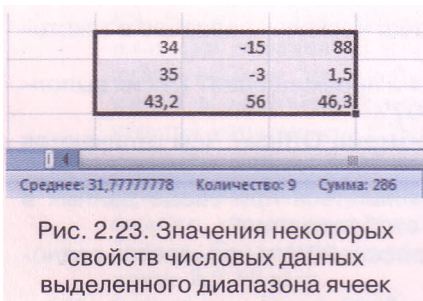 34 -15 88
35 -3 1,5
43,2 56 46,3
Среднее: 31,77777778 Количество: 9 Сумма: 286
Рис. 2.23. Значения некоторых
свойств числовых данных
выделенного диапазона ячеек